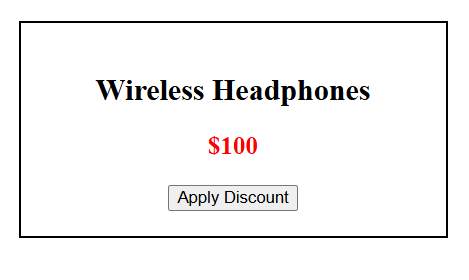 Wireless Headphones
$100
Apply Discount